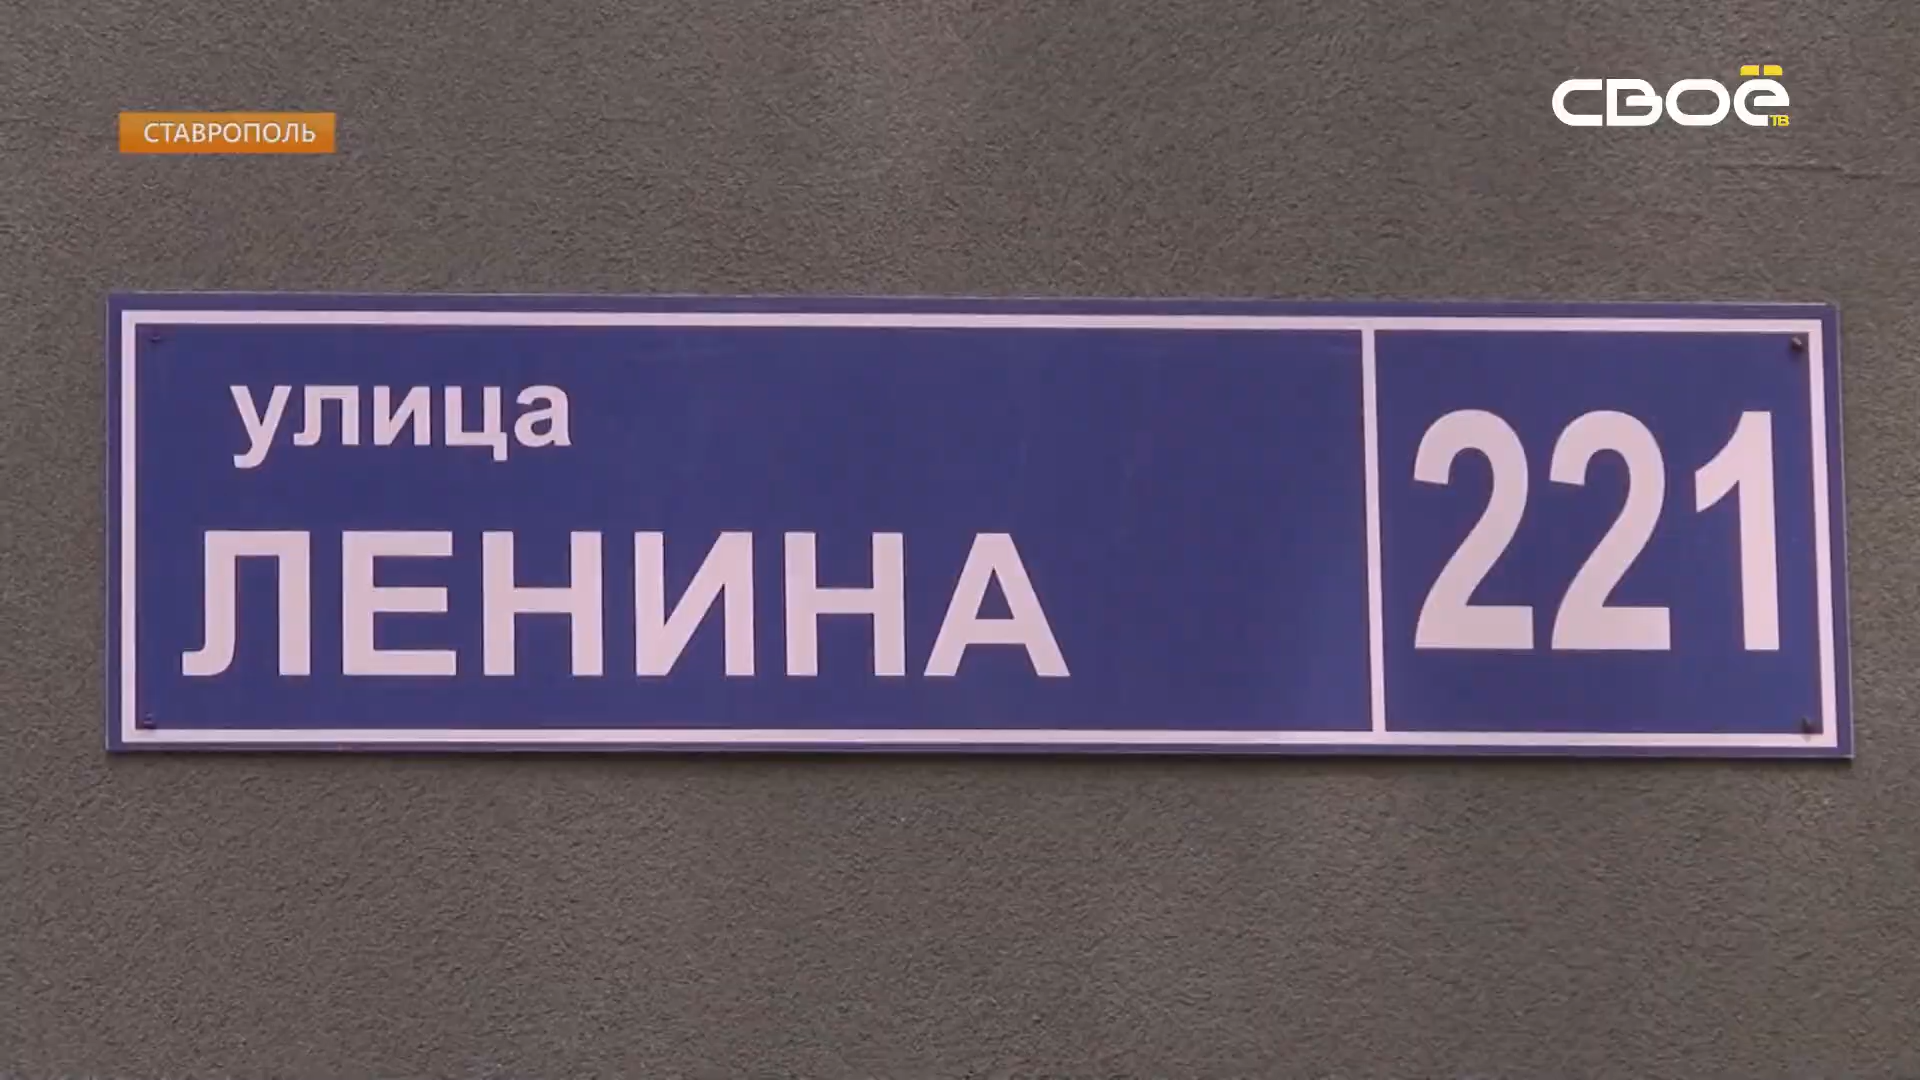 СТАВРОПОЛЬ
СВОЁ
ТВ
улица
ЛЕНИНА
221